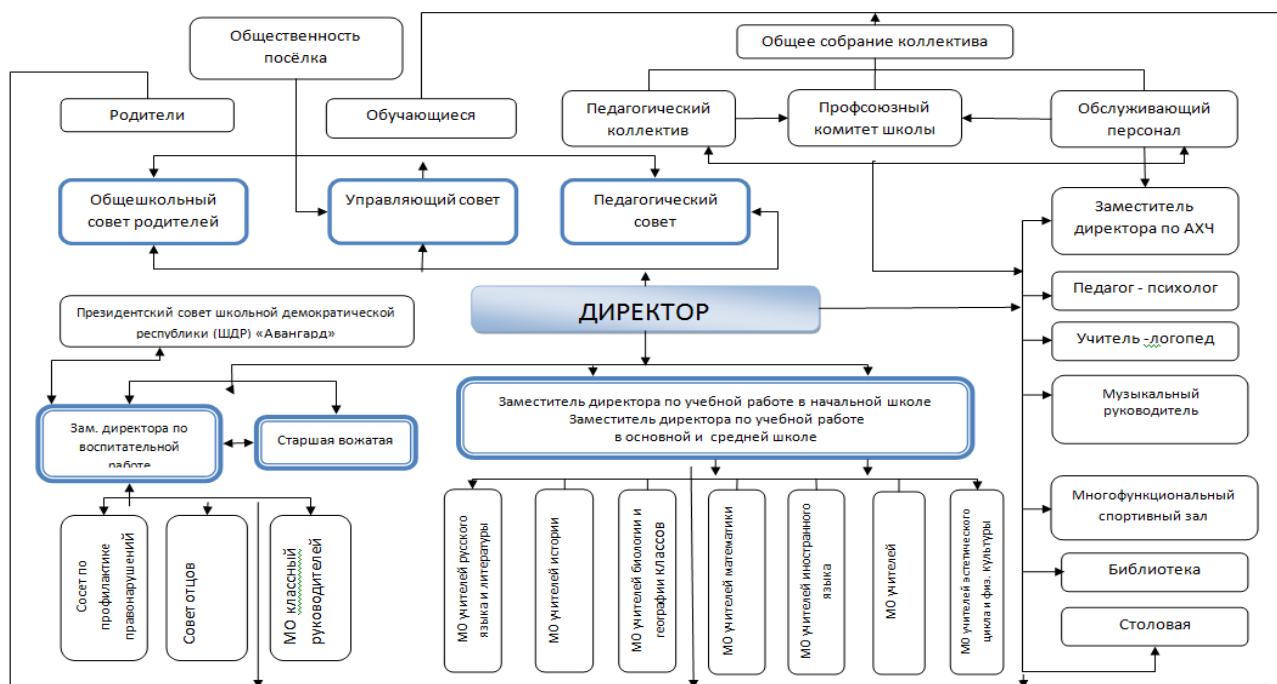 Общественность
посёлка
Общее собрание коллектива
Родители
Обучающиеся
Педагогический
коллектив
Профсоюзный
комитет школы
Обслуживающий
персонал
Общешкольный
совет родителей
Управляющий совет
Педагогический
совет
Заместитель
директора по АХЧ
ДИРЕКТОР
Педагог - психолог
Президентский совет школьной демократической
республики (ШДР) «Авангард»
Учитель -логопед
Музыкальный
руководитель
Зам. директора по
воспитательной
работе
Старшая вожатая
Заместитель директора по учебной работе в начальной школе
Заместитель директора по учебной работе
в основной и средней школе
Сосет по
профилактике
правонарушений
Совет отцов
МО классный
руководителей
МО учителей русского
языка и литературы
МО учителей истории
МО учителей биологии и
географии классов
МО учителей математики
МО учителей иностранного
языка
МО учителей
МО учителей эстетического
цикла и физ. культуры
Многофункциональный
спортивный зал
Библиотека
Столовая